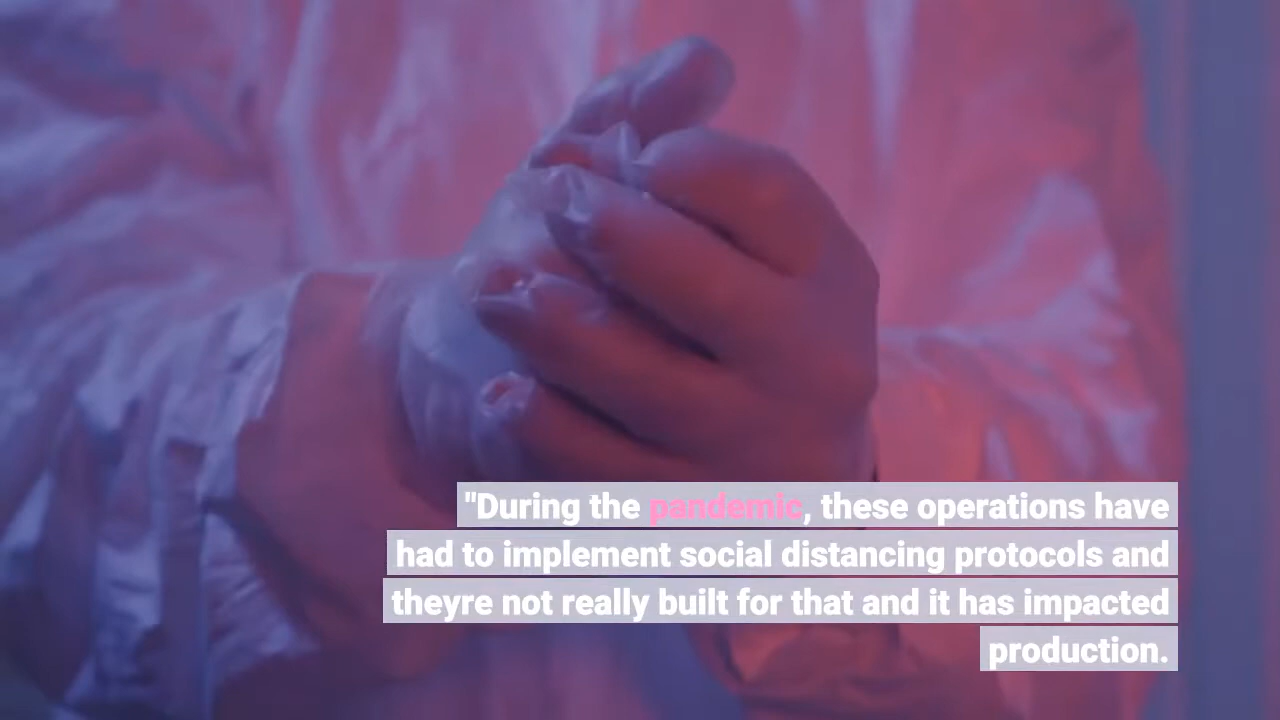 "During the pandemic, these operations have
had to implement social distancing protocols and
theyre not really built for that and it has impacted
production.